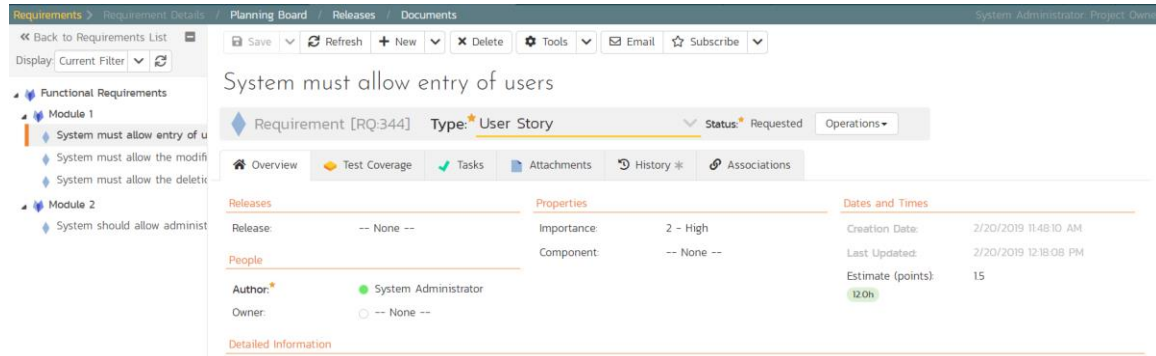 Requirements > Requirement Details / Planning Board / Releases / Documents System Administrator: Project Owne
« Back to Requirements List
Display: Current Filter
Functional Requirements
Module 1
System must allow entry of u
System must allow the modifi
System must allow the deletic
Module 2
System should allow administ
Save Refresh + New × Delete Tools Email Subscribe
System must allow entry of users
Requirement [RQ:344] Type:* User Story Status:* Requested Operations
Overview Test Coverage Tasks Attachments History * Associations
Releases
Release: -- None --
People
Author:* System Administrator
Owner: -- None --
Properties
Importance: 2 - High
Component: -- None --
Dates and Times
Creation Date: 2/20/2019 11:48:10 AM
Last Updated: 2/20/2019 12:18:08 PM
Estimate (points): 1.5
12.0h
Detailed Information